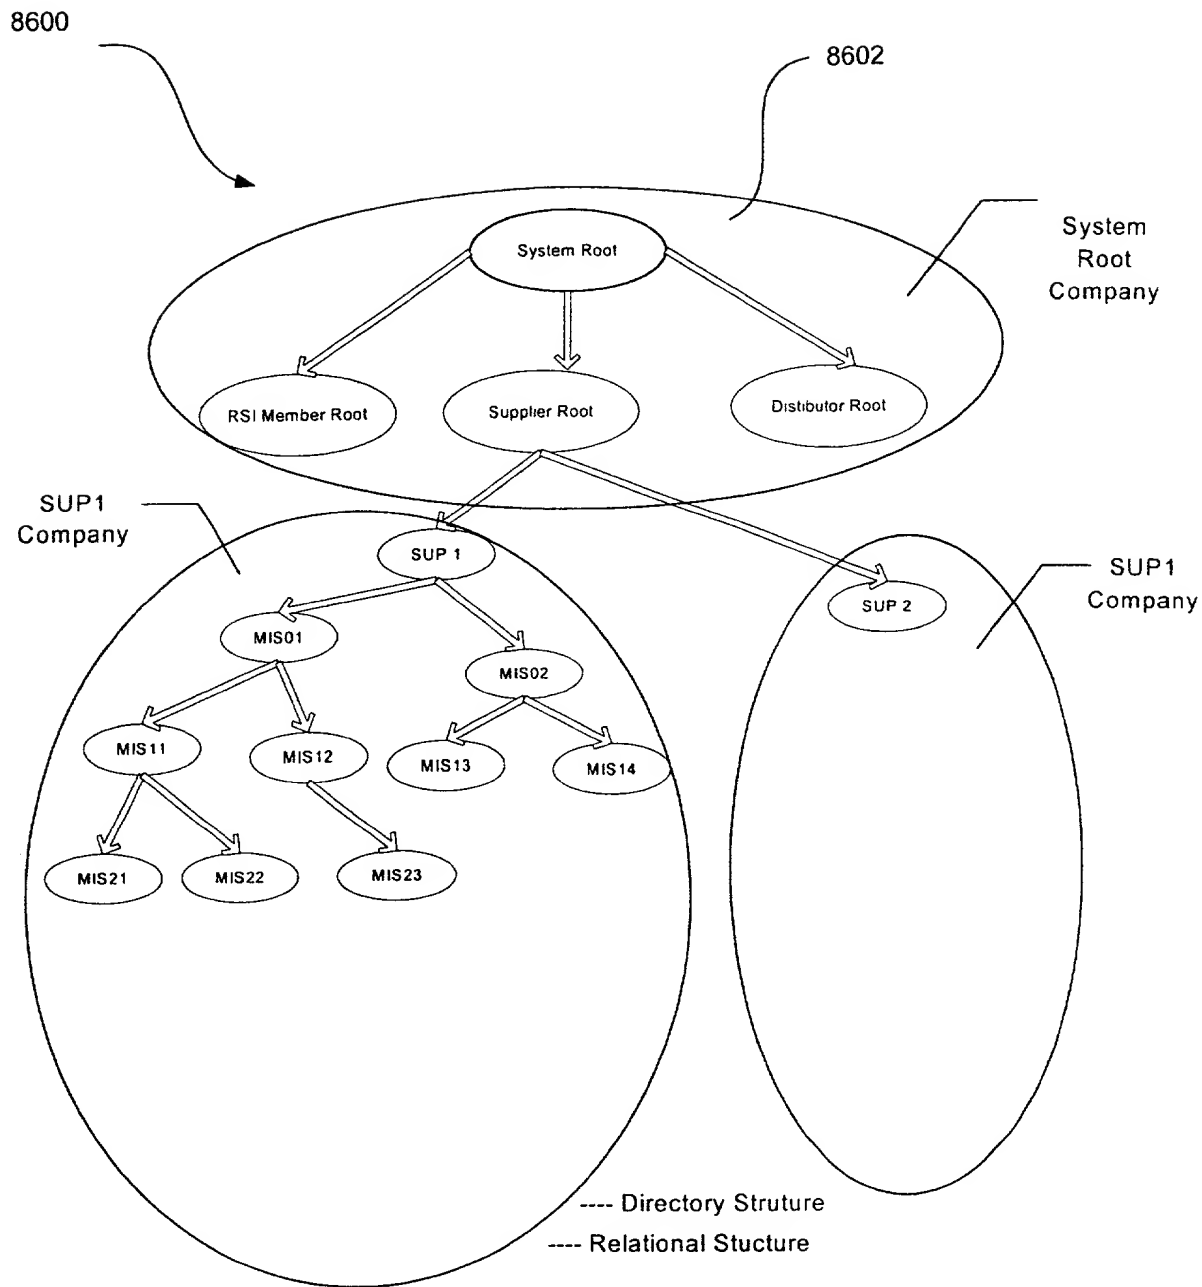 8600
8602
System Root
System
Root
Company
RSI Member Root
Supplier Root
Distibutor Root
SUP1
Company
SUP 1
SUP1
Company
SUP 2
MIS01
MIS02
MIS11
MIS12
MIS13
MIS14
MIS21
MIS22
MIS23
---- Directory Struture
---- Relational Stucture